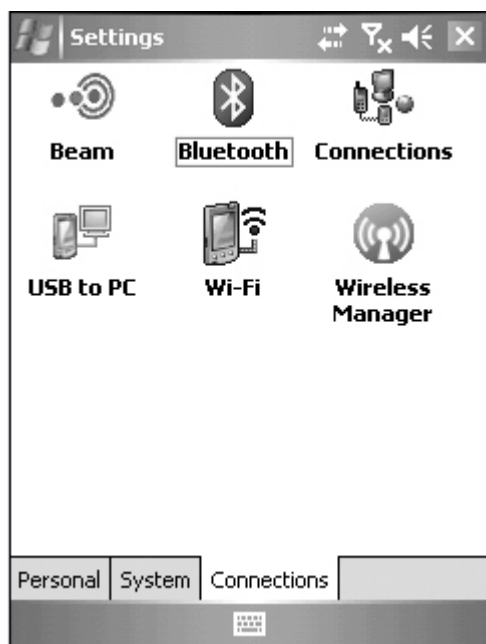 Settings
Beam Bluetooth Connections
USB to PC Wi-Fi Wireless
Manager
Personal System Connections